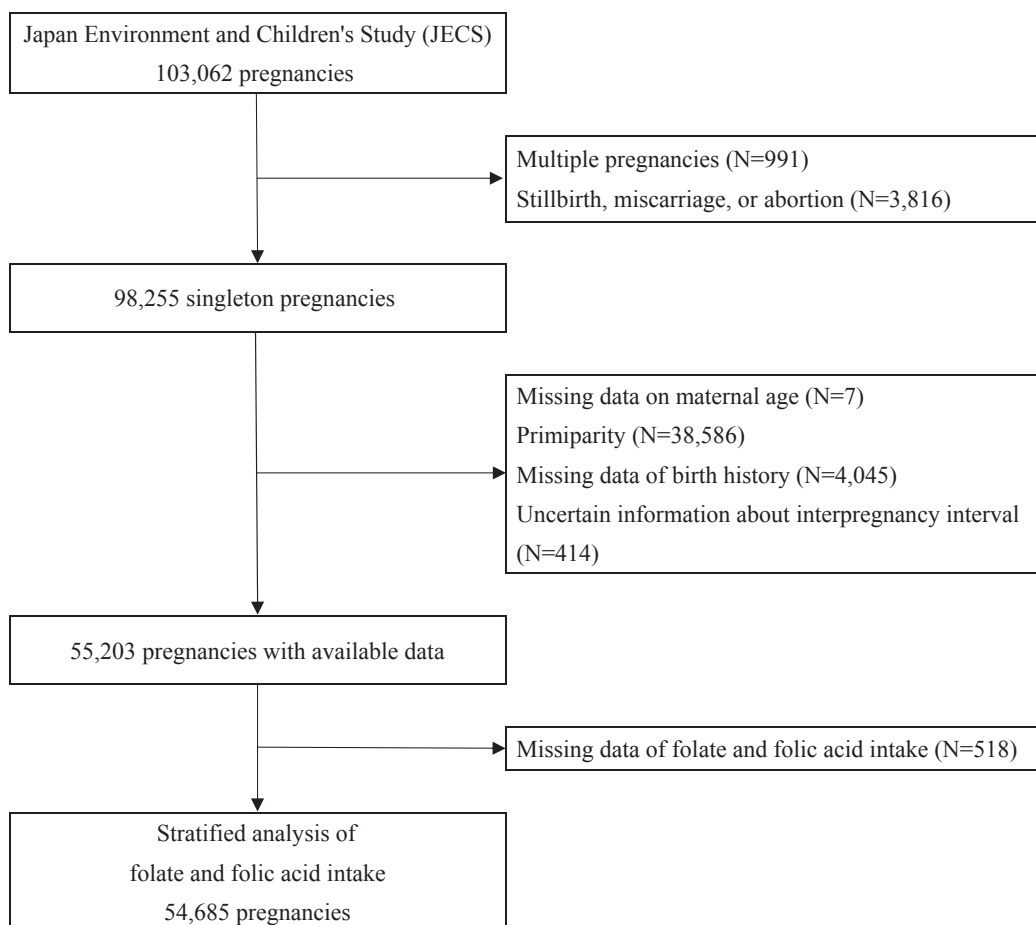 Japan Environment and Children's Study (JECS)
103,062 pregnancies
Multiple pregnancies (N=991)
Stillbirth, miscarriage, or abortion (N=3,816)
98,255 singleton pregnancies
Missing data on maternal age (N=7)
Primiparity (N=38,586)
Missing data of birth history (N=4,045)
Uncertain information about interpregnancy interval
(N=414)
55,203 pregnancies with available data
Missing data of folate and folic acid intake (N=518)
Stratified analysis of
folate and folic acid intake
54,685 pregnancies